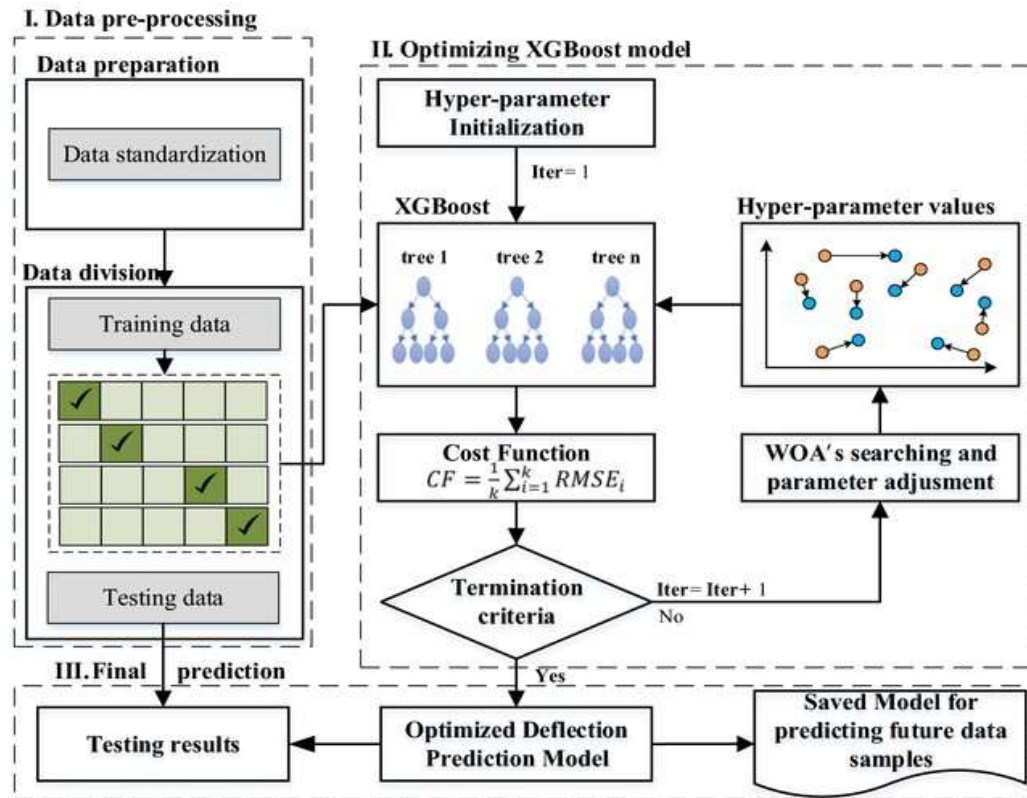 I. Data pre-processing
Data preparation
Data standardization
Data division
Training data
Testing data
II. Optimizing XGBoost model
Hyper-parameter
Initialization
Iter= 1
XGBoost
tree 1 tree 2 tree n
Hyper-parameter values
Cost Function
CF = \frac{1}{k} \sum_{i=1}^{k} RMSE_i
WOA's searching and
parameter adjusment
Termination
criteria
Iter= Iter+ 1
No
Yes
III. Final prediction
Testing results
Optimized Deflection
Prediction Model
Saved Model for
predicting future data
samples